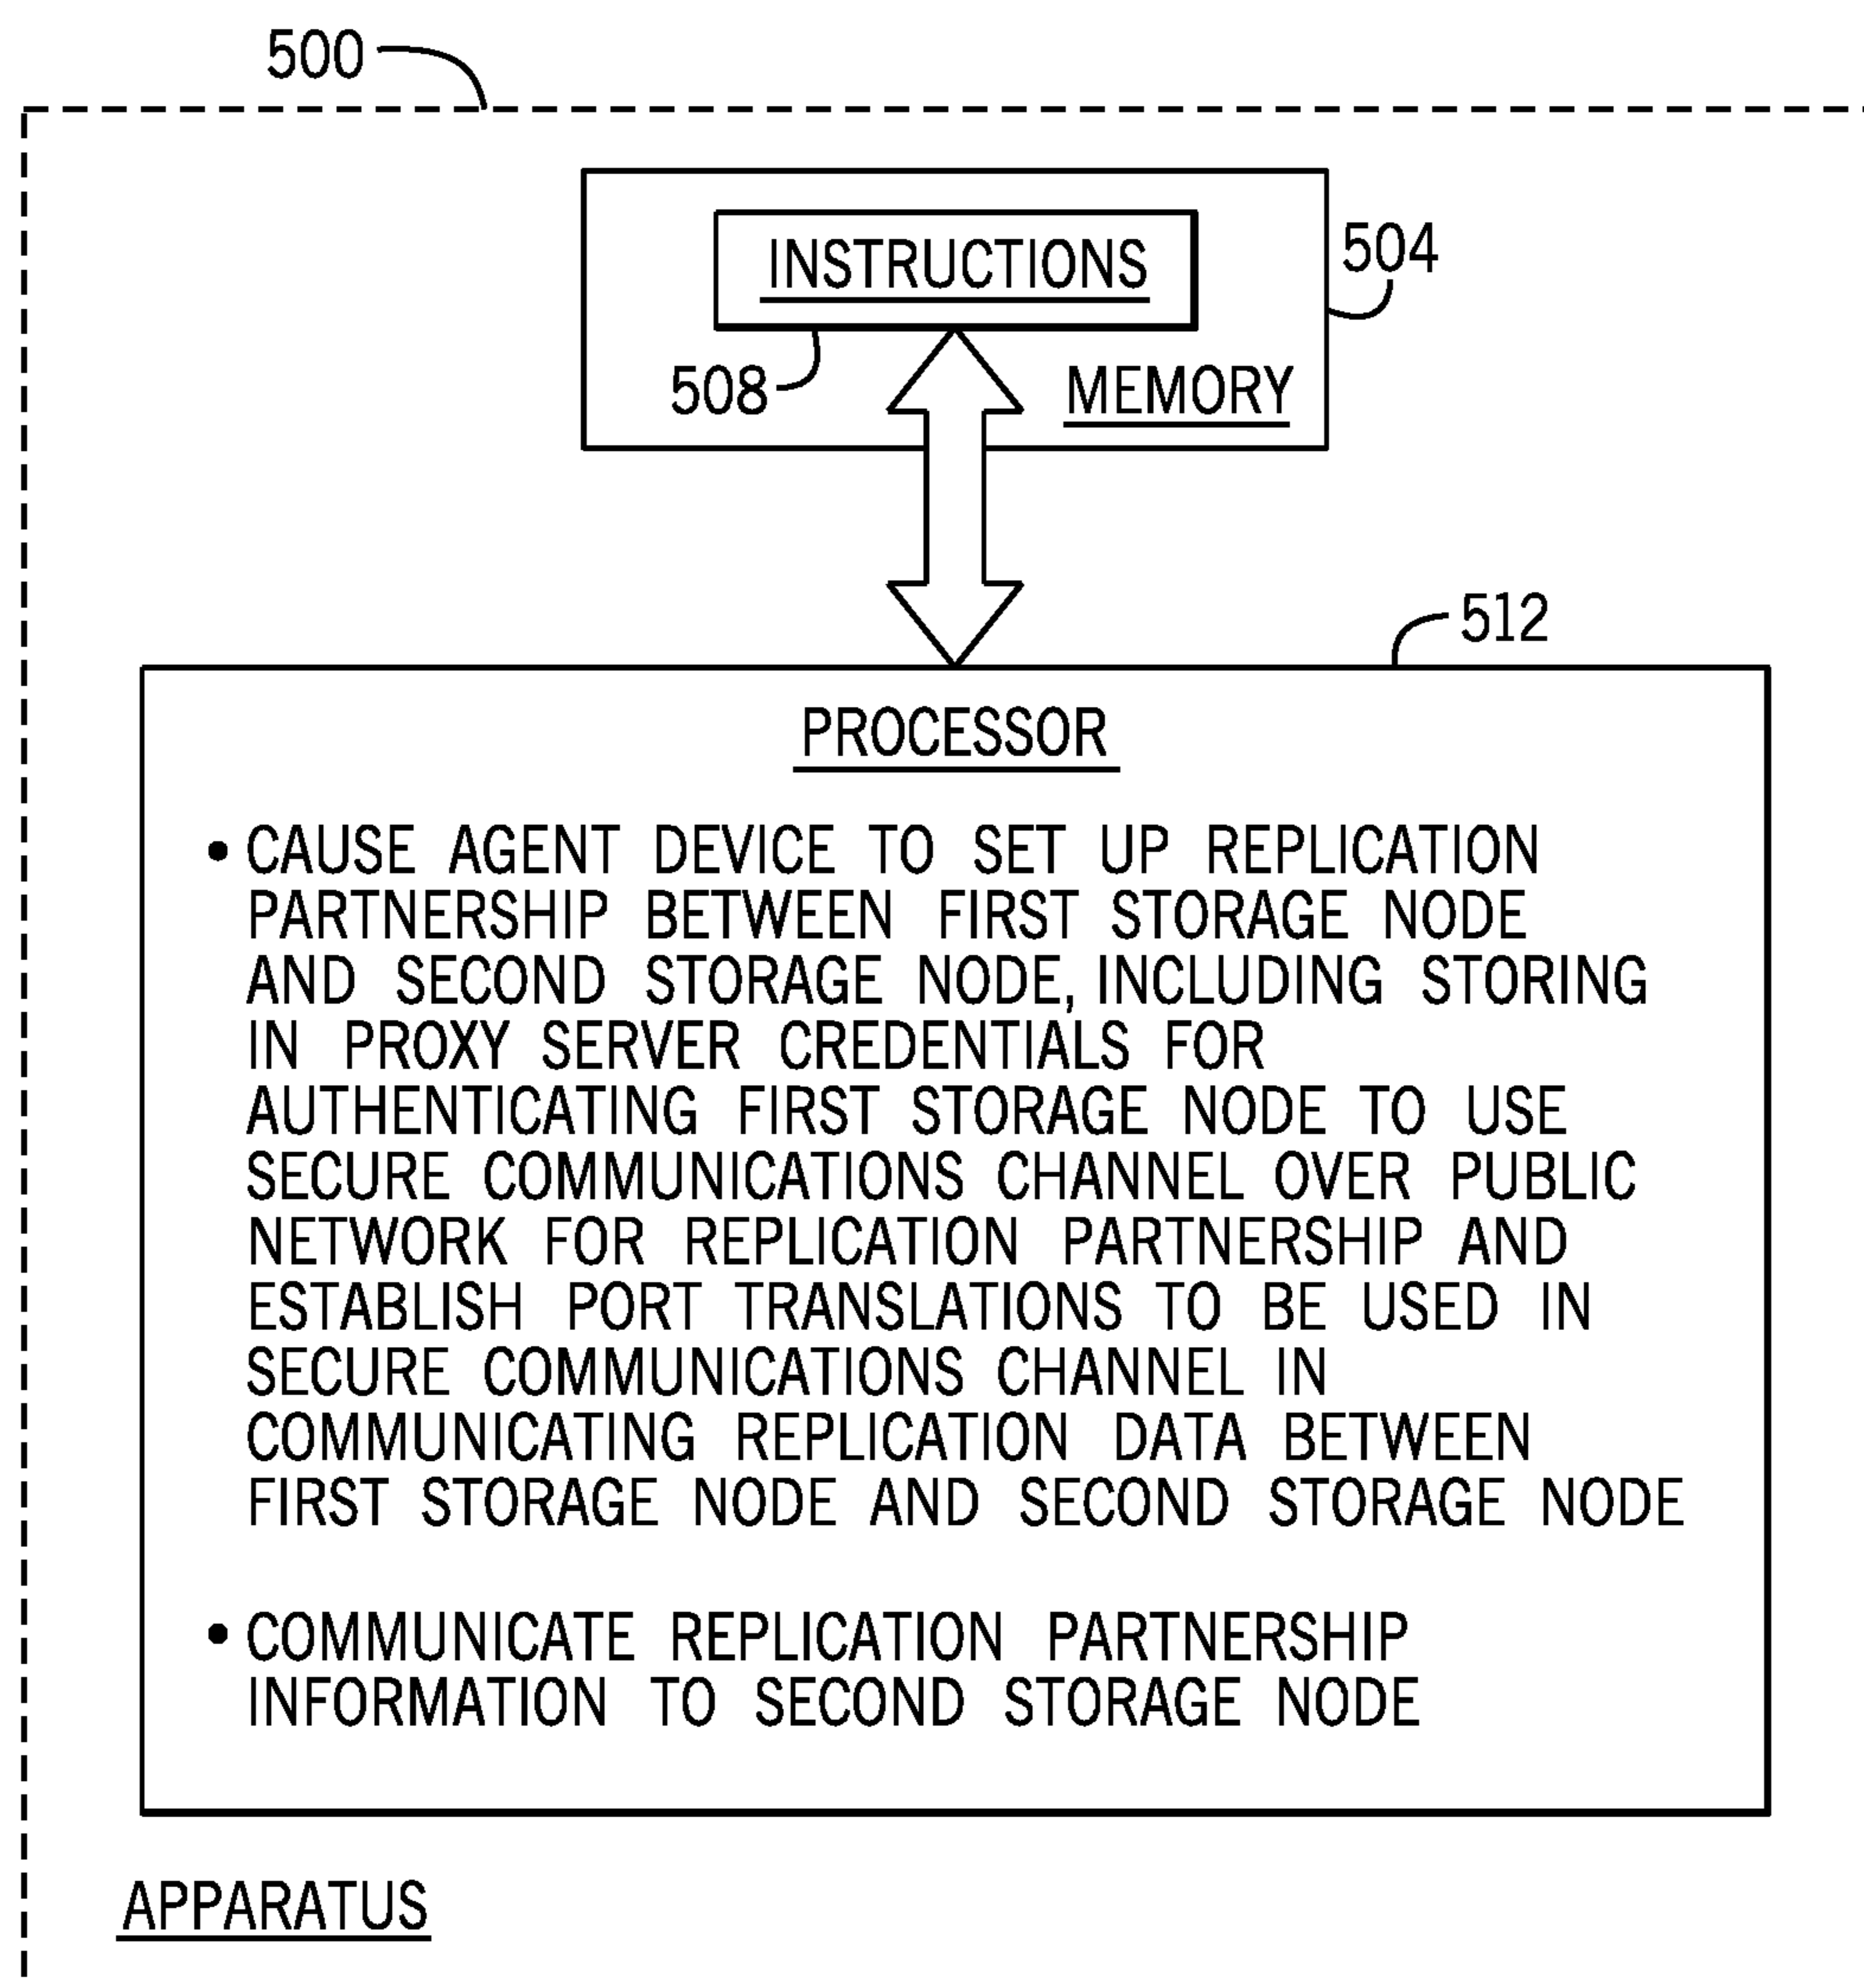 500
INSTRUCTIONS
504
508
MEMORY
512
PROCESSOR
• CAUSE AGENT DEVICE TO SET UP REPLICATION
PARTNERSHIP BETWEEN FIRST STORAGE NODE
AND SECOND STORAGE NODE, INCLUDING STORING
IN PROXY SERVER CREDENTIALS FOR
AUTHENTICATING FIRST STORAGE NODE TO USE
SECURE COMMUNICATIONS CHANNEL OVER PUBLIC
NETWORK FOR REPLICATION PARTNERSHIP AND
ESTABLISH PORT TRANSLATIONS TO BE USED IN
SECURE COMMUNICATIONS CHANNEL IN
COMMUNICATING REPLICATION DATA BETWEEN
FIRST STORAGE NODE AND SECOND STORAGE NODE
• COMMUNICATE REPLICATION PARTNERSHIP
INFORMATION TO SECOND STORAGE NODE
APPARATUS